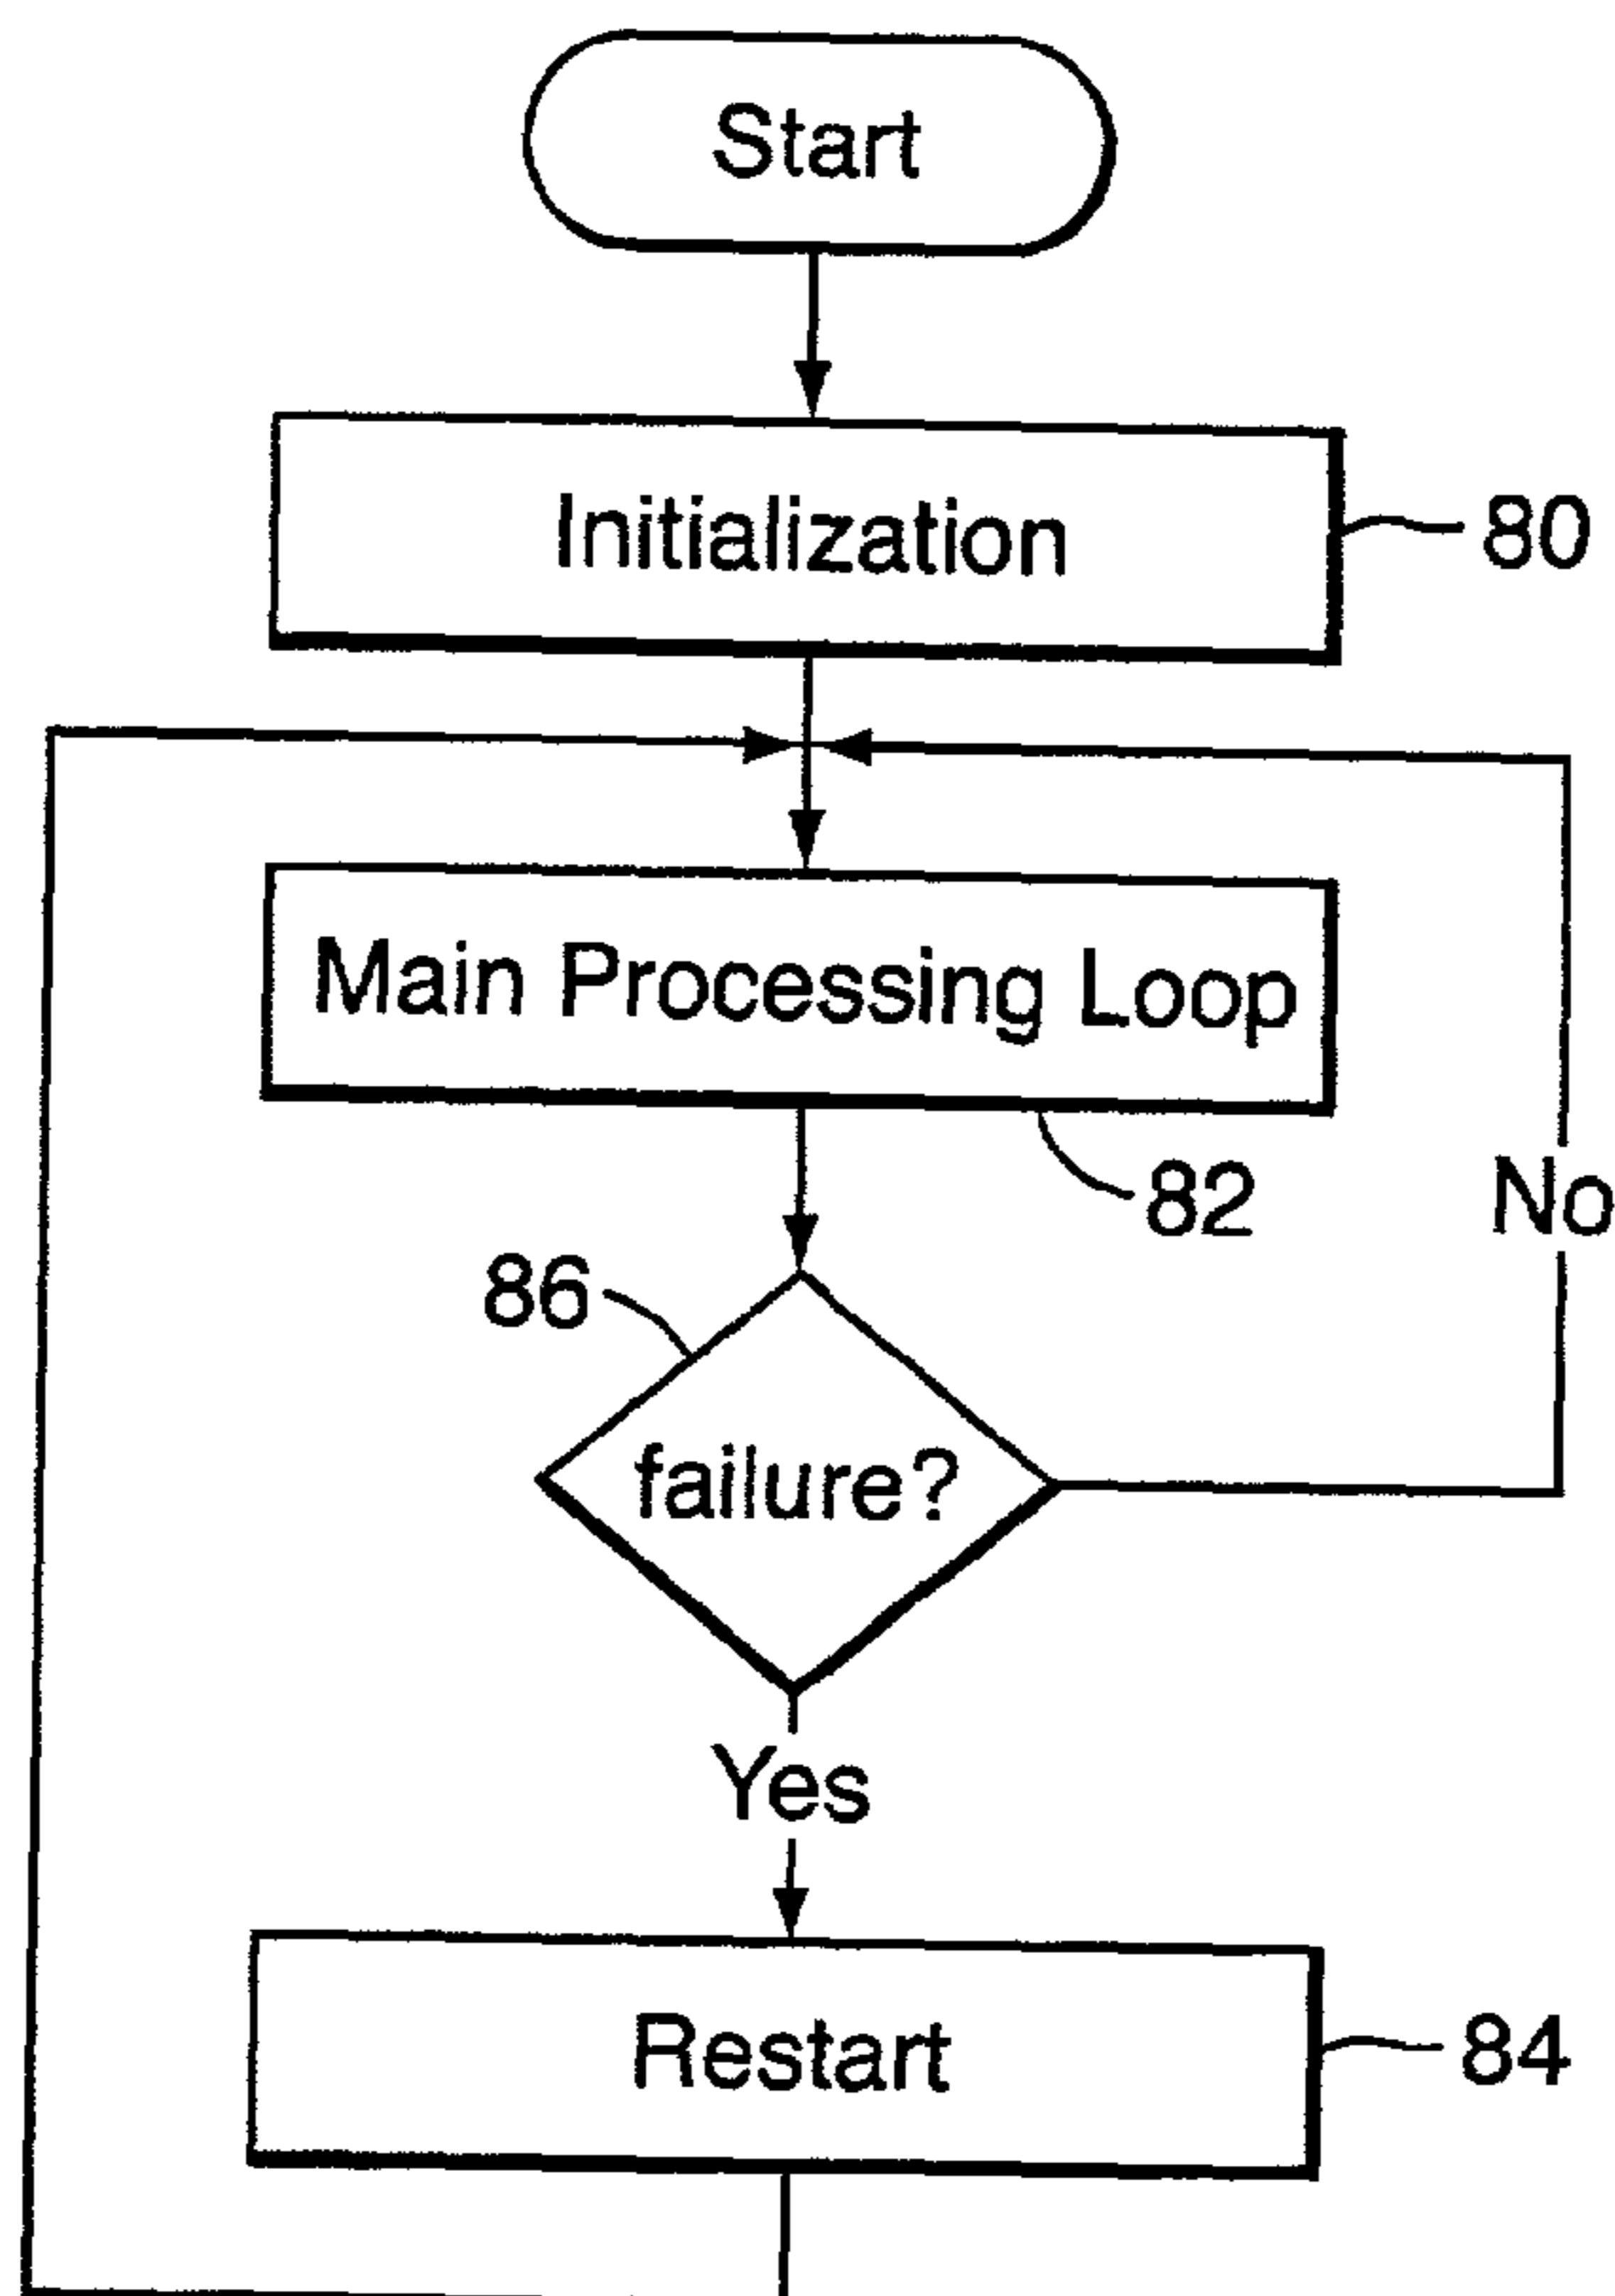 Start
Initialization
80
Main Processing Loop
82
No
86
failure?
Yes
Restart
84